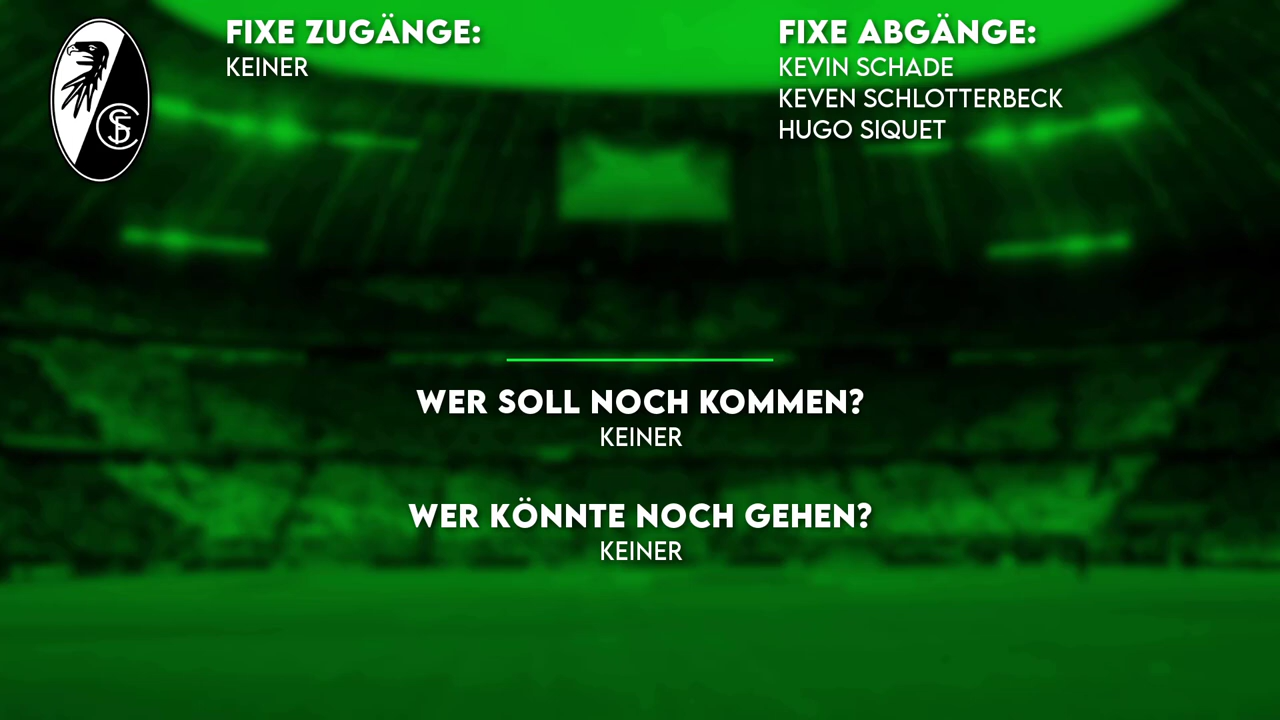 FIXE ZUGÄNGE:
KEINER
FIXE ABGÄNGE:
KEVIN SCHADE
KEVEN SCHLOTTERBECK
HUGO SIQUET
WER SOLL NOCH KOMMEN?
KEINER
WER KÖNNTE NOCH GEHEN?
KEINER